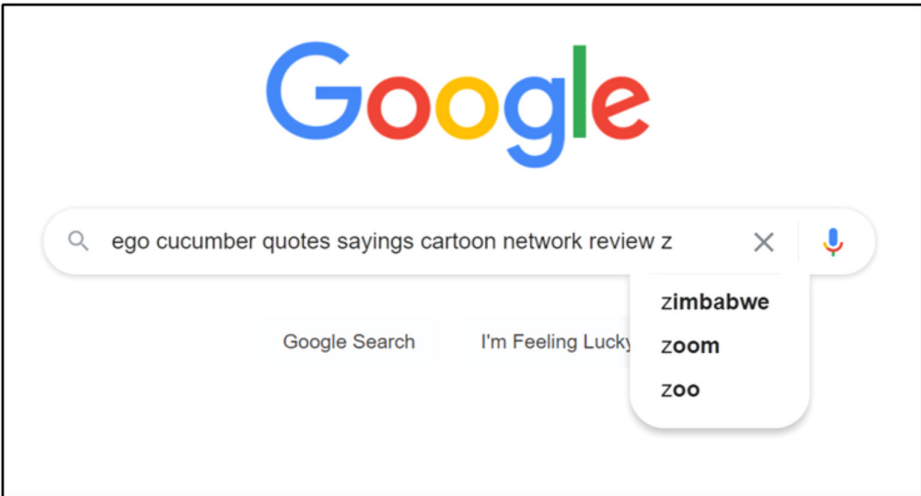 Google
ego cucumber quotes sayings cartoon network review z
zimbabwe
Google Search
I'm Feeling Lucky
zoom
zoo